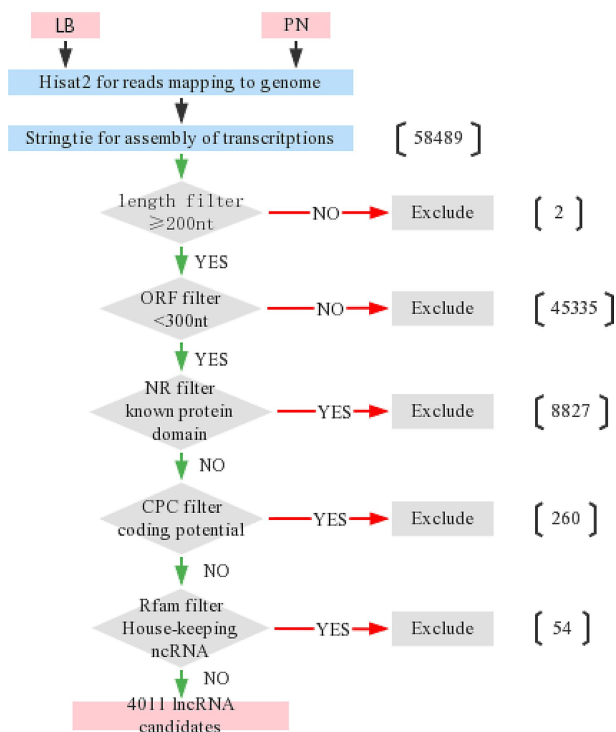 LB
PN
Hisat2 for reads mapping to genome
Stringtie for assembly of transcritptions
58489
length filter
≥200nt
NO
Exclude
2
YES
ORF filter
<300nt
NO
Exclude
45335
YES
NR filter
known protein
domain
YES
Exclude
8827
NO
CPC filter
coding potential
YES
Exclude
260
NO
Rfam filter
House-keeping
ncRNA
YES
Exclude
54
NO
4011 lncRNA
candidates